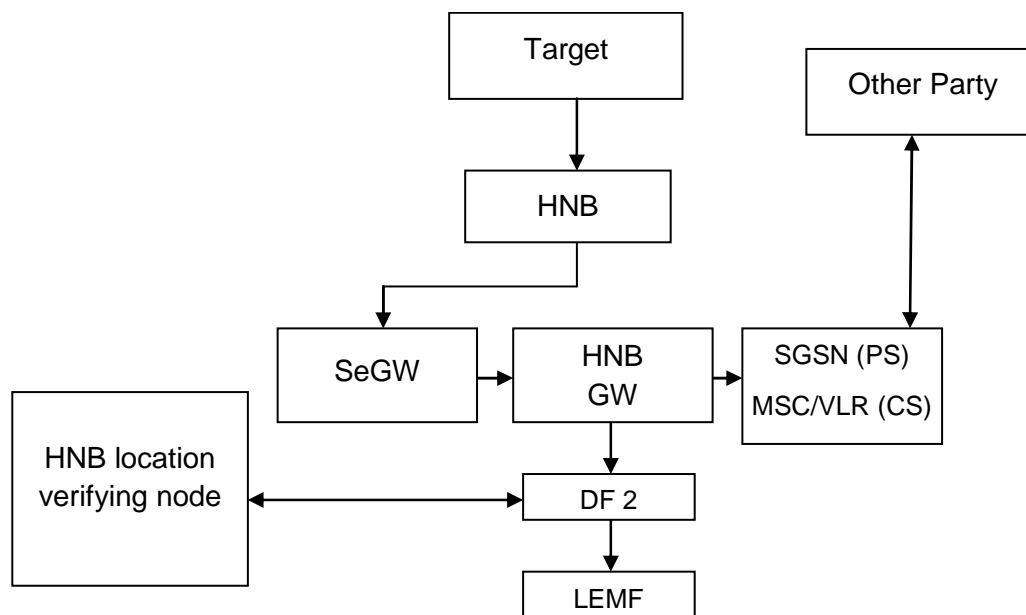 Target
Other Party
HNB
SeGW
HNB
GW
SGSN (PS)
MSC/VLR (CS)
HNB location
verifying node
DF 2
LEMF